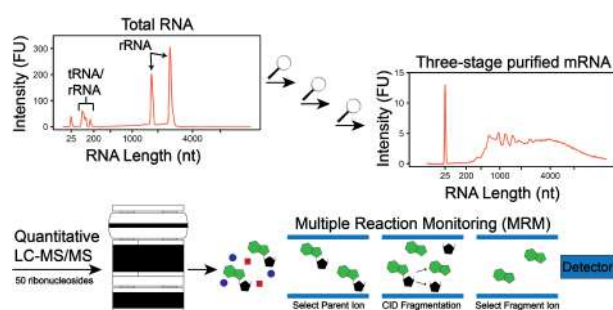 Total RNA
Intensity (FU)
300
200
100
0
rRNA
tRNA/
rRNA
25
200
1000
4000
RNA Length (nt)
Three-stage purified mRNA
Intensity (FU)
15
10
5
0
25
200
1000
4000
RNA Length (nt)
Quantitative
LC-MS/MS
50 ribonucleosides
Multiple Reaction Monitoring (MRM)
Select Parent Ion
CID Fragmentation
Select Fragment Ion
Detector